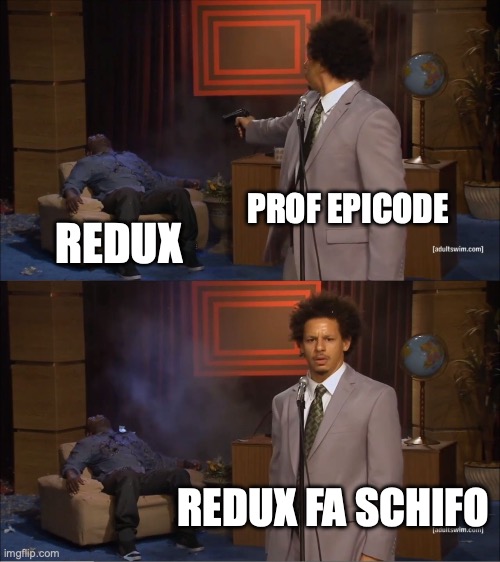 PROF EPICODE
REDUX
[adultswim.com]
REDUX FA SCHIFO
[adultswim.com]
imgflip.com